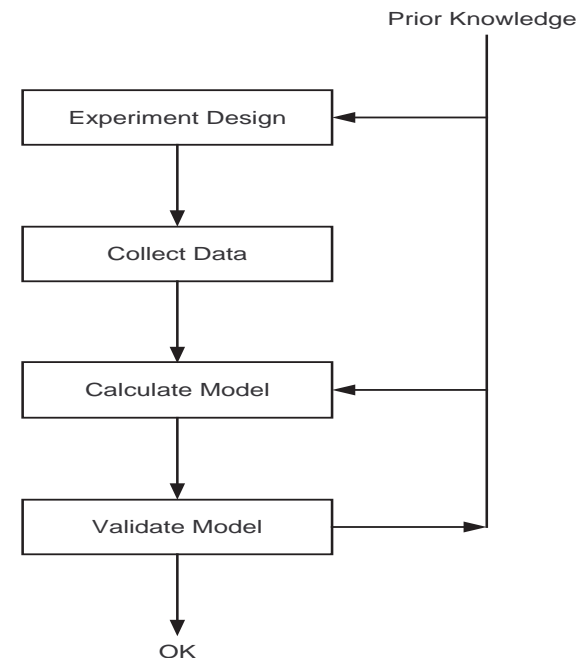 Prior Knowledge
Experiment Design
Collect Data
Calculate Model
Validate Model
OK